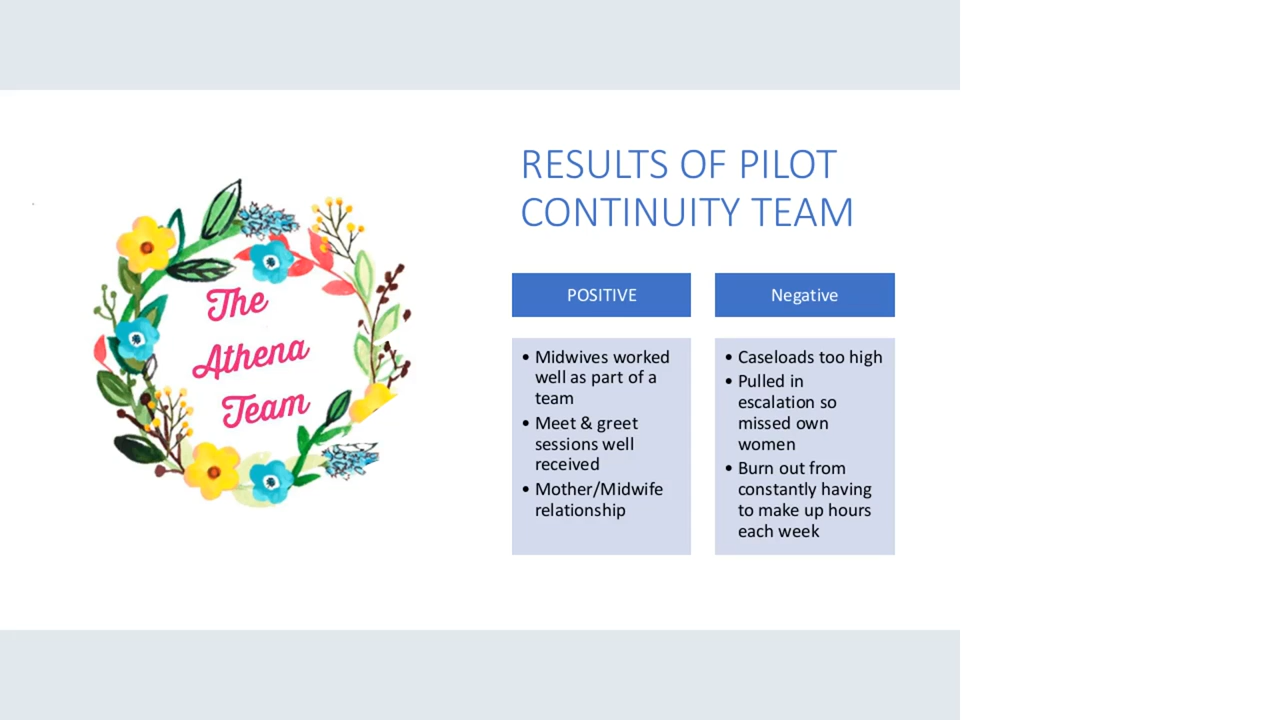 The
Athena
Team
RESULTS OF PILOT
CONTINUITY TEAM
POSITIVE
• Midwives worked
well as part of a
team
• Meet & greet
sessions well
received
• Mother/Midwife
relationship
Negative
• Caseloads too high
• Pulled in
escalation so
missed own
women
• Burn out from
constantly having
to make up hours
each week